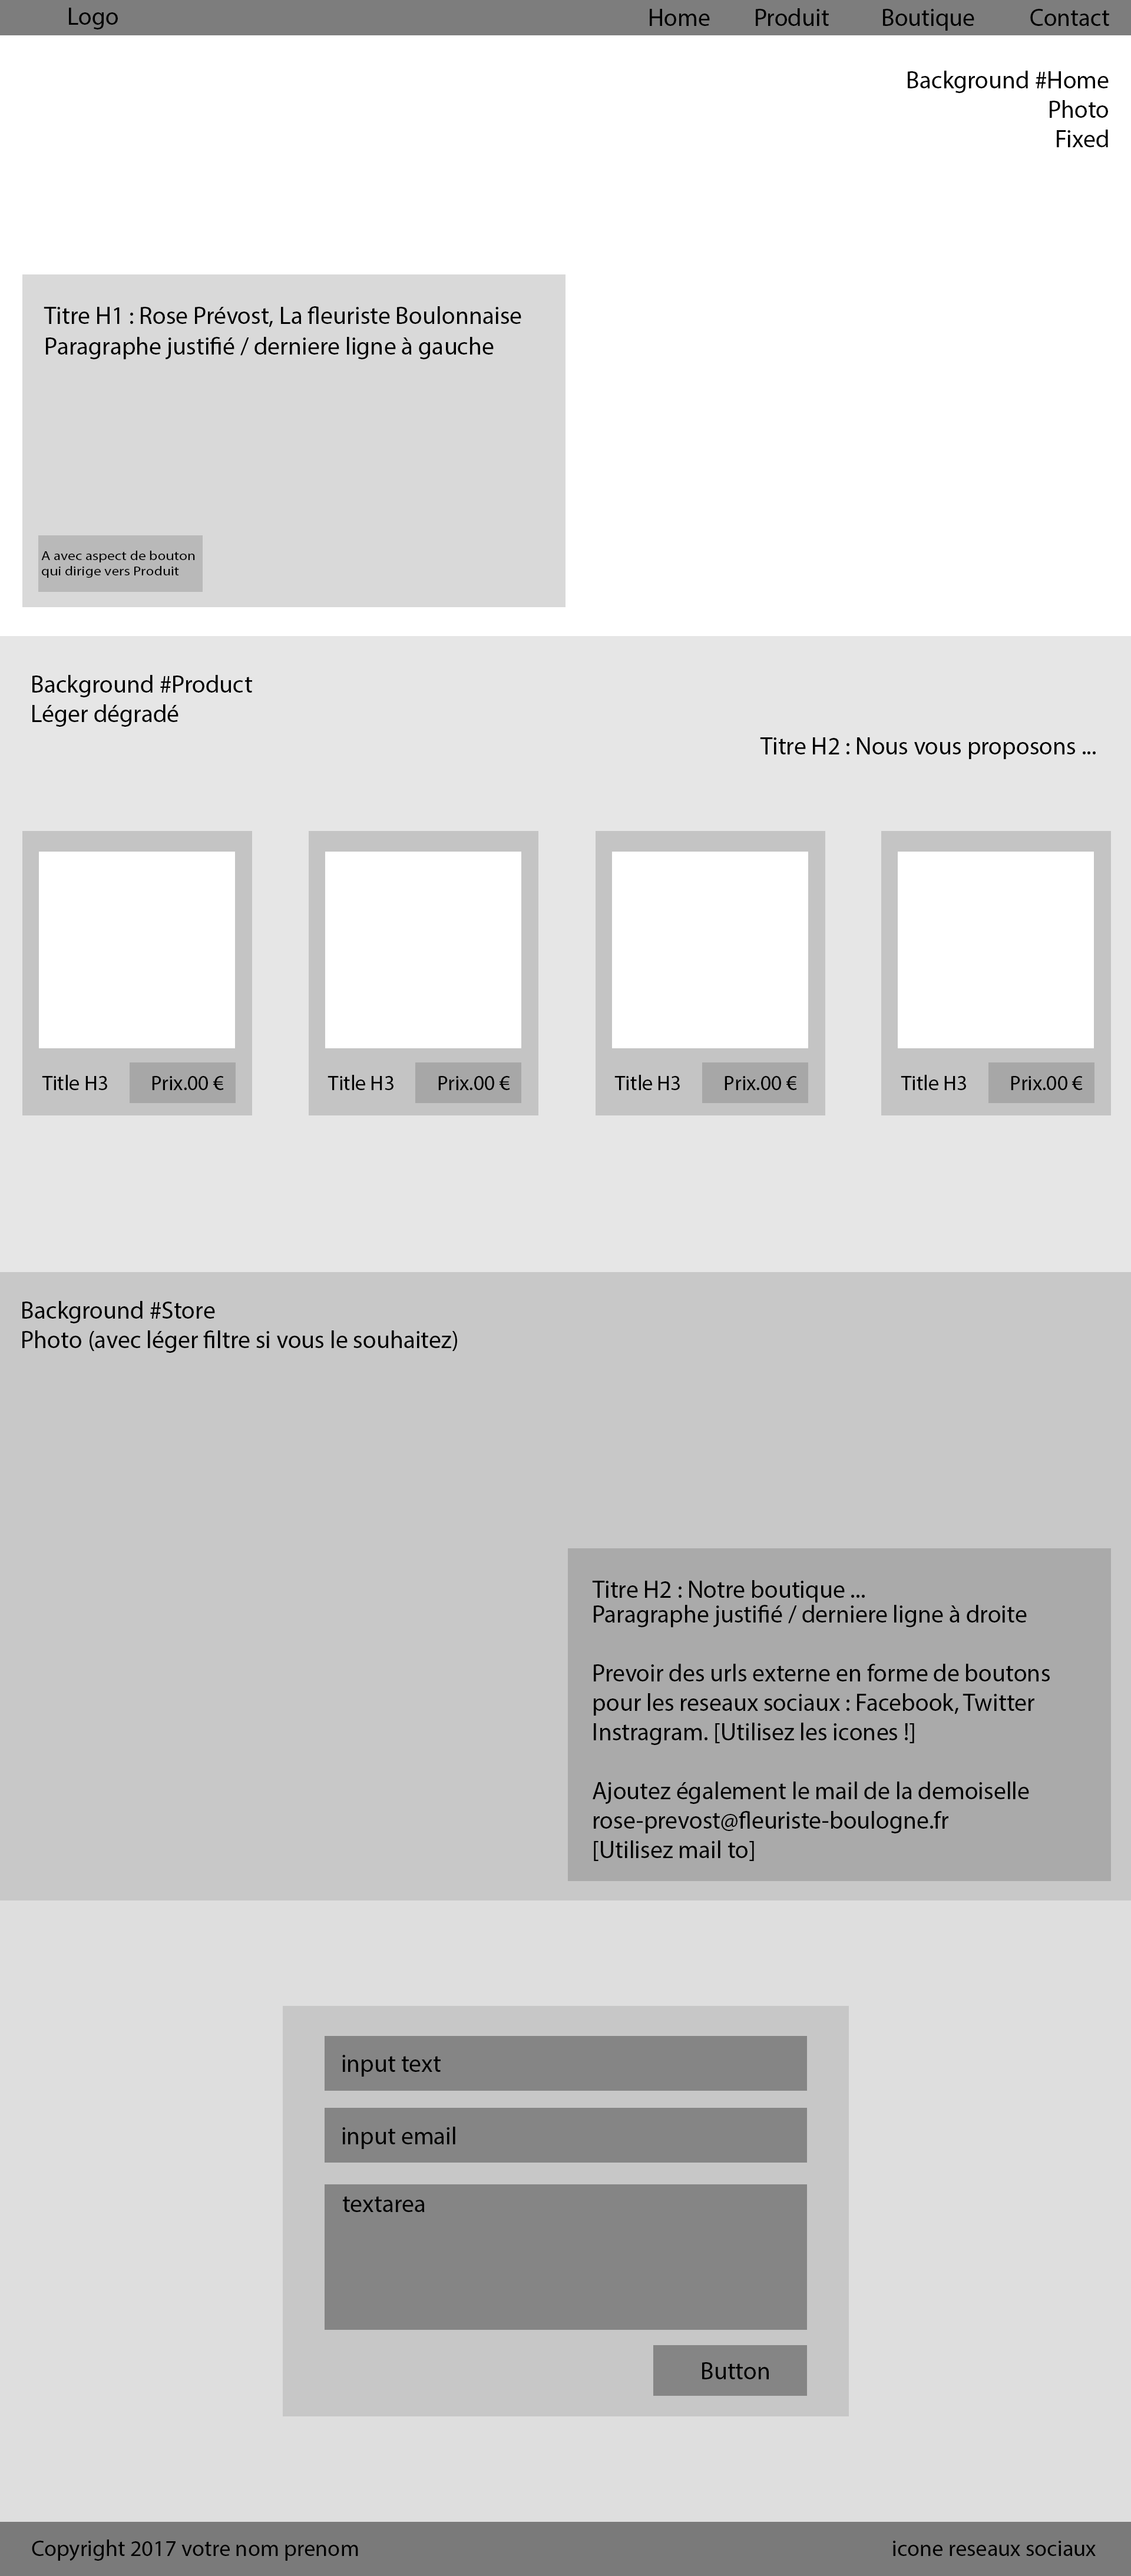 Logo
Home Produit Boutique Contact
Background #Home
Photo
Fixed
Titre H1 : Rose Prévost, La fleuriste Boulonnaise
Paragraphe justifié / derniere ligne à gauche
A avec aspect de bouton
qui dirige vers Produit
Background #Product
Léger dégradé
Titre H2 : Nous vous proposons ...
Title H3 Prix.00 €
Title H3 Prix.00 €
Title H3 Prix.00 €
Title H3 Prix.00 €
Background #Store
Photo (avec léger filtre si vous le souhaitez)
Titre H2 : Notre boutique ...
Paragraphe justifié / derniere ligne à droite
Prevoir des urls externe en forme de boutons
pour les reseaux sociaux : Facebook, Twitter
Instragram. [Utilisez les icones !]
Ajoutez également le mail de la demoiselle
rose-prevost@fleuriste-boulogne.fr
[Utilisez mail to]
input text
input email
textarea
Button
Copyright 2017 votre nom prenom
icone reseaux sociaux